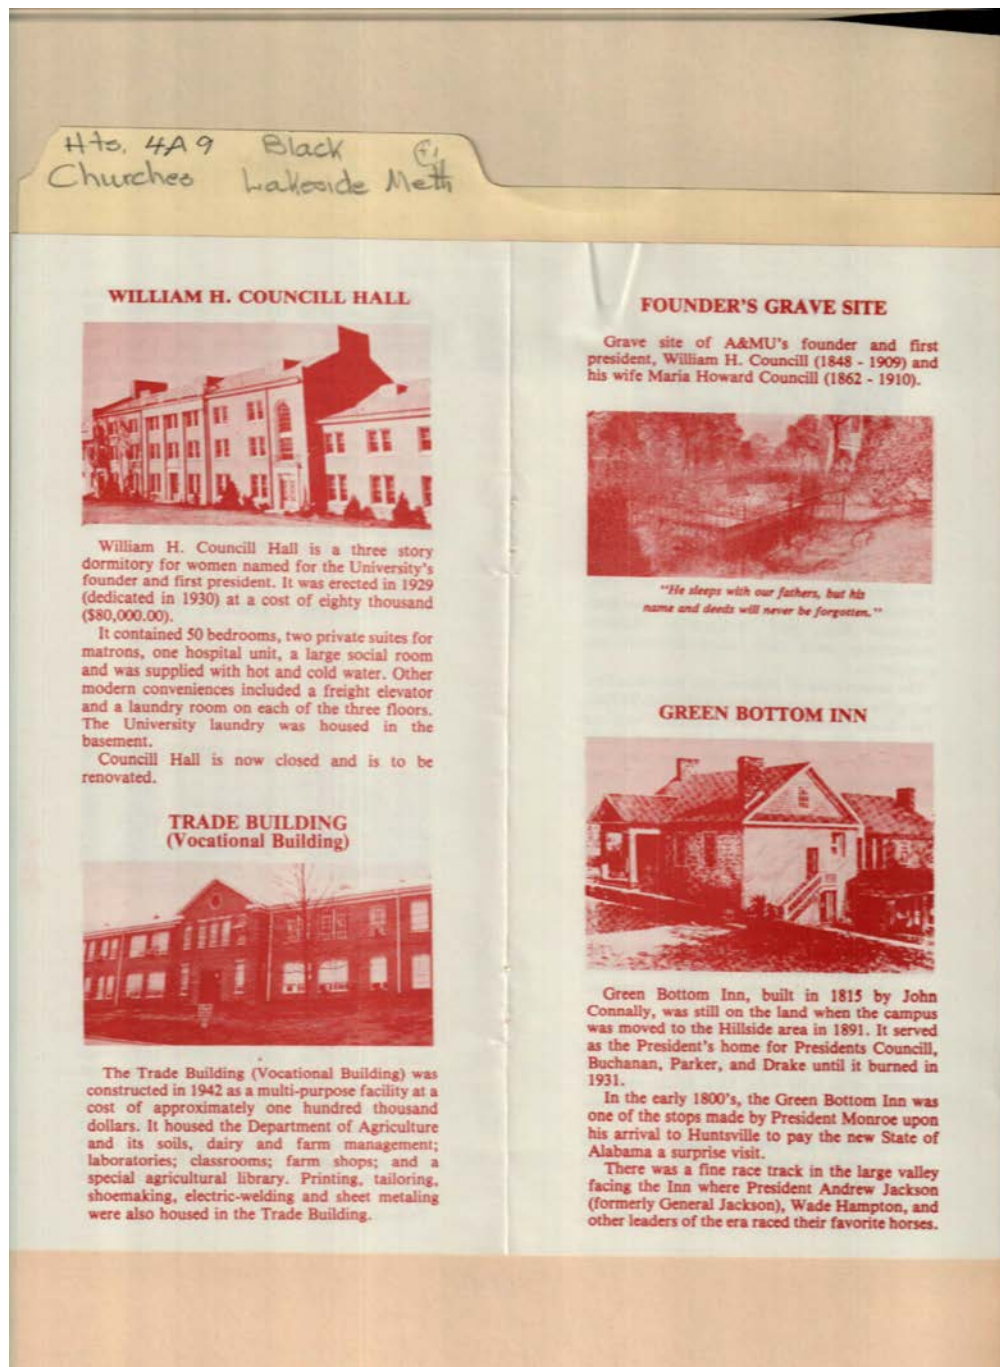 Hts. 4A9 Black
Churches Lakeside Meth
WILLIAM H. COUNCILL HALL
William H. Councill Hall is a three story
dormitory for women named for the University's
founder and first president. It was erected in 1929
(dedicated in 1930) at a cost of eighty thousand
($80,000.00).
It contained 50 bedrooms, two private suites for
matrons, one hospital unit, a large social room
and was supplied with hot and cold water. Other
modern conveniences included a freight elevator
and a laundry room on each of the three floors.
The University laundry was housed in the
basement.
Councill Hall is now closed and is to be
renovated.
TRADE BUILDING
(Vocational Building)
The Trade Building (Vocational Building) was
constructed in 1942 as a multi-purpose facility at a
cost of approximately one hundred thousand
dollars. It housed the Department of Agriculture
and its soils, dairy and farm management;
laboratories; classrooms; farm shops; and a
special agricultural library. Printing, tailoring,
shoemaking, electric-welding and sheet metaling
were also housed in the Trade Building.
FOUNDER'S GRAVE SITE
Grave site of A&MU's founder and first
president, William H. Councill (1848 - 1909) and
his wife Maria Howard Councill (1862 - 1910).
"He sleeps with our fathers, but his
name and deeds will never be forgotten."
GREEN BOTTOM INN
Green Bottom Inn, built in 1815 by John
Connally, was still on the land when the campus
was moved to the Hillside area in 1891. It served
as the President's home for Presidents Councill,
Buchanan, Parker, and Drake until it burned in
1931.
In the early 1800's, the Green Bottom Inn was
one of the stops made by President Monroe upon
his arrival to Huntsville to pay the new State of
Alabama a surprise visit.
There was a fine race track in the large valley
facing the Inn where President Andrew Jackson
(formerly General Jackson), Wade Hampton, and
other leaders of the era raced their favorite horses.